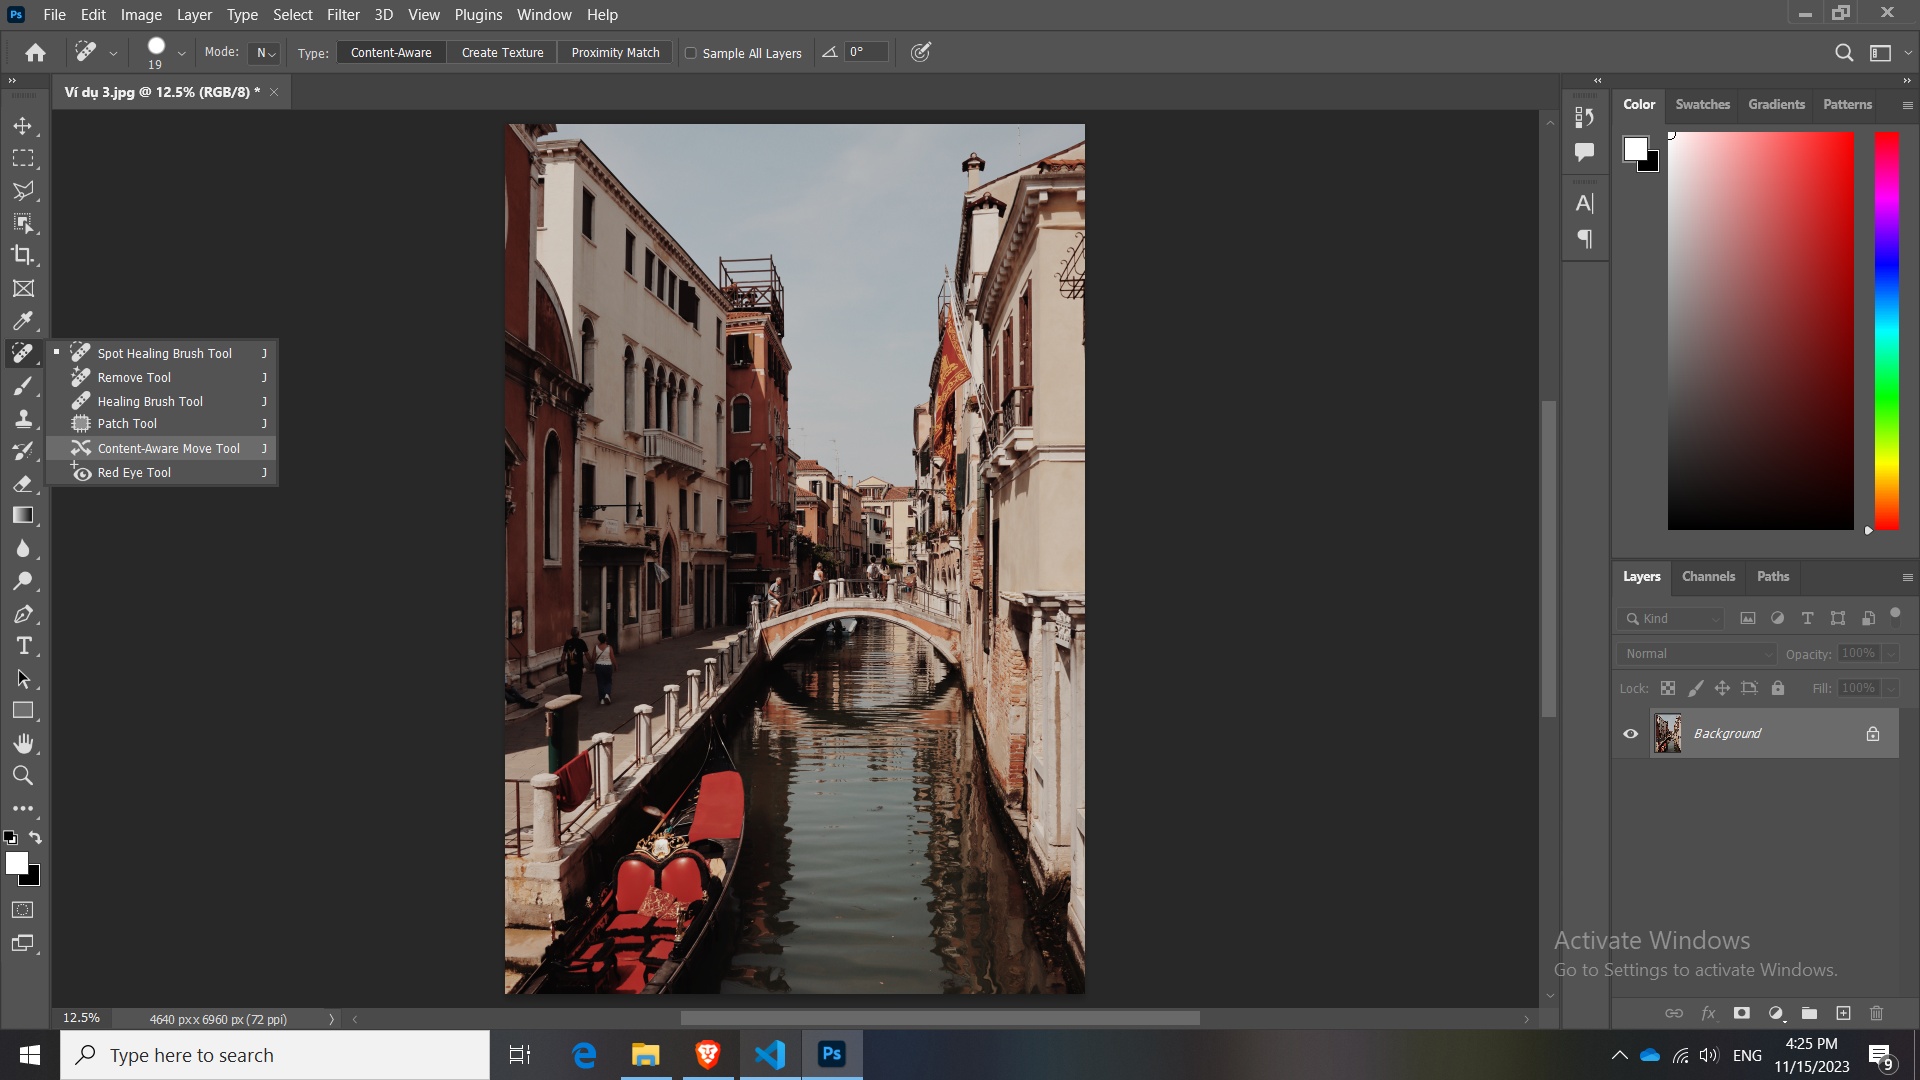 Ps File Edit Image Layer Type Select Filter 3D View Plugins Window Help
19 Mode: N Type: Content-Aware Create Texture Proximity Match Sample All Layers 0°
Ví dụ 3.jpg @ 12.5% (RGB/8) *
Color Swatches Gradients Patterns
Spot Healing Brush Tool J
Remove Tool J
Healing Brush Tool J
Patch Tool J
Content-Aware Move Tool J
Red Eye Tool J
Layers Channels Paths
Kind
Normal Opacity: 100%
Lock: Fill: 100%
Background
Activate Windows
Go to Settings to activate Windows.
fx
12.5% 4640 px x 6960 px (72 ppi)
Type here to search
Ps
ENG
4:25 PM
11/15/2023
9